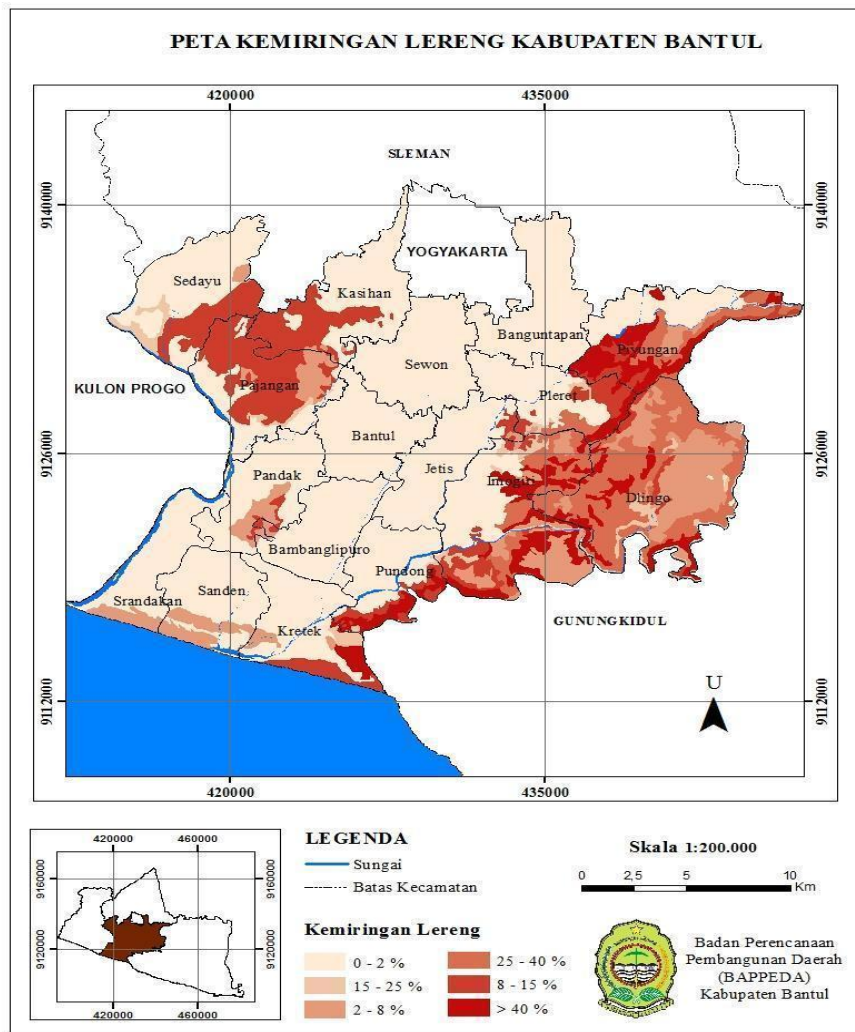 PETA KEMIRINGAN LERENG KABUPATEN BANTUL
420000
435000
9140000
9140000
SLEMAN
YOGYAKARTA
Sedayu
Kasihan
Banguntapan
Piyungan
Sewon
KULON PROGO
Pajangan
Pleret
9126000
9126000
Bantul
Jetis
Pandak
Imogiri
Dlingo
Bambanglipuro
Pundong
Sanden
Srandakan
Kretek
GUNUNGKIDUL
U
9112000
9112000
420000
435000
420000
460000
9160000
9160000
9120000
9120000
420000
460000
LEGENDA
Sungai
Batas Kecamatan
Kemiringan Lereng
0 - 2 %
15 - 25 %
2 - 8 %
25 - 40 %
8 - 15 %
> 40 %
Skala 1:200.000
0 2,5 5 10
Km
Badan Perencanaan
Pembangunan Daerah
(BAPPEDA)
Kabupaten Bantul